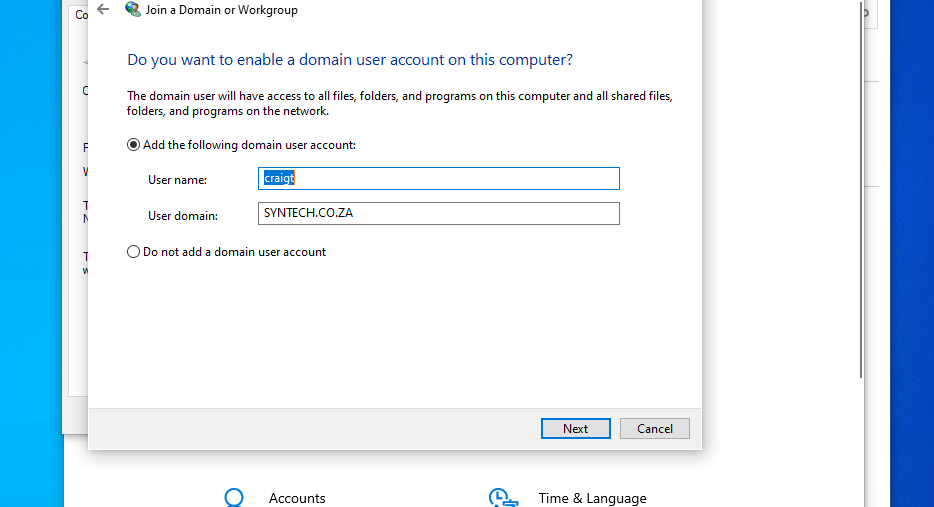 Co
Join a Domain or Workgroup
Do you want to enable a domain user account on this computer?
The domain user will have access to all files, folders, and programs on this computer and all shared files,
folders, and programs on the network.
Add the following domain user account:
User name:
craigt
User domain:
SYNTECH.CO.ZA
Do not add a domain user account
Next
Cancel
Accounts
Time & Language